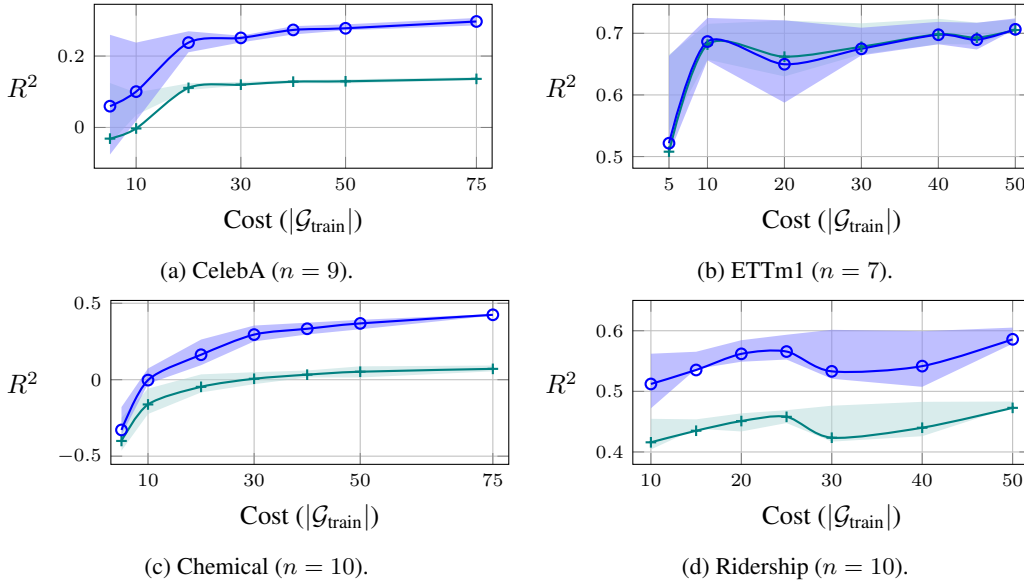 0.2
0
R²
10 30 50 75
Cost (|𝒢train|)
(a) CelebA (n = 9).
0.7
0.6
0.5
R²
5 10 20 30 40 50
Cost (|𝒢train|)
(b) ETTm1 (n = 7).
0.5
0
−0.5
R²
10 30 50 75
Cost (|𝒢train|)
(c) Chemical (n = 10).
0.6
0.5
0.4
R²
10 20 30 40 50
Cost (|𝒢train|)
(d) Ridership (n = 10).